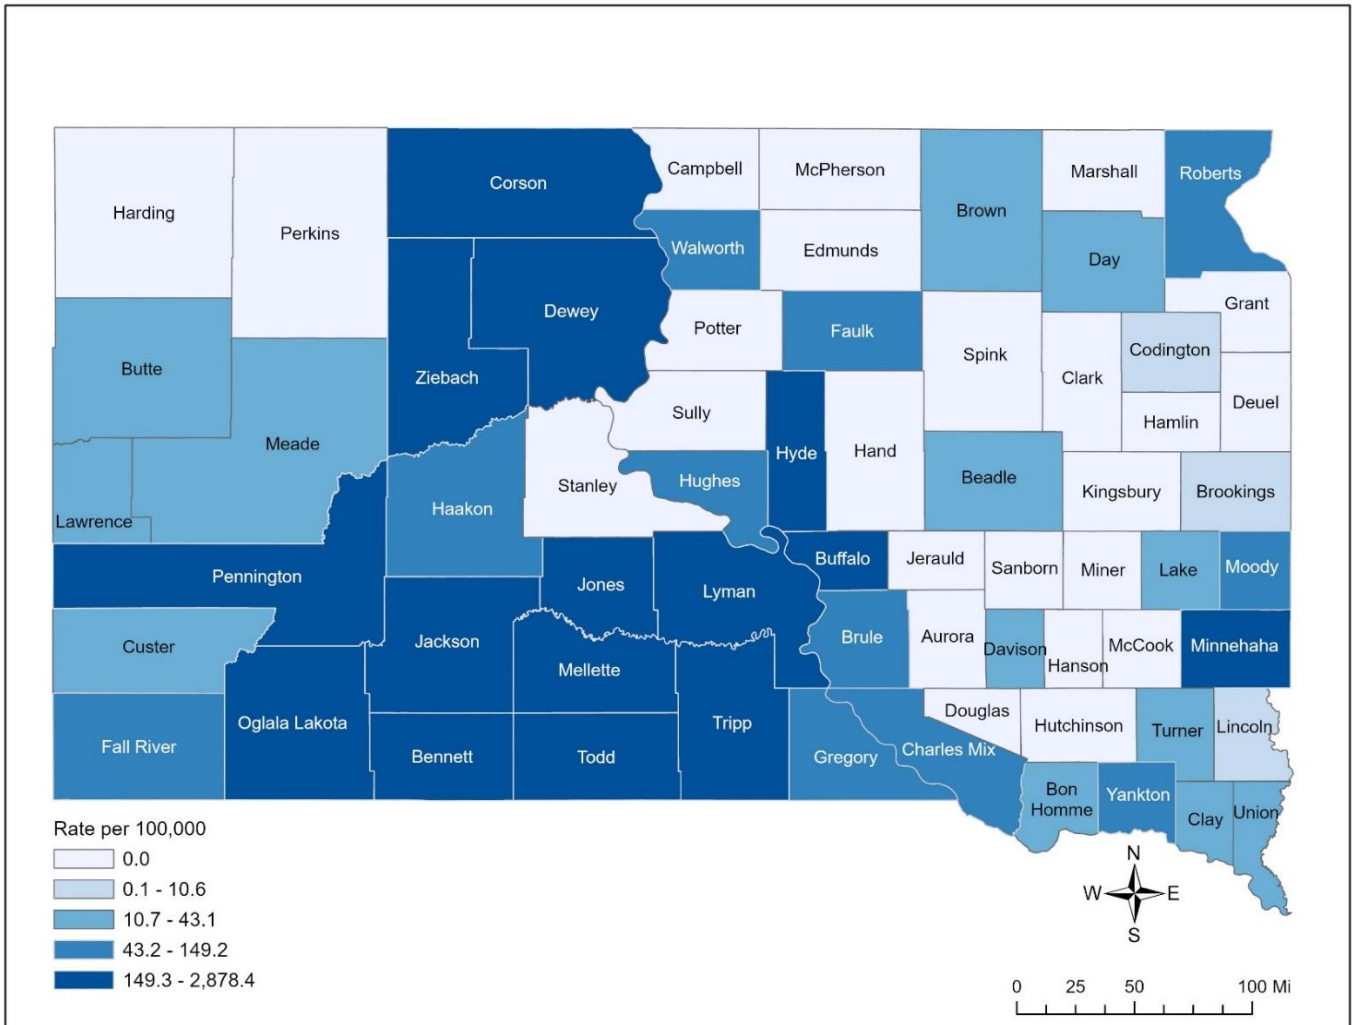 Campbell
McPherson
Marshall
Roberts
Corson
Harding
Perkins
Brown
Walworth
Edmunds
Day
Grant
Dewey
Potter
Faulk
Spink
Codington
Clark
Butte
Ziebach
Sully
Deuel
Hamlin
Meade
Hyde
Hand
Beadle
Hughes
Stanley
Kingsbury
Brookings
Haakon
Lawrence
Buffalo
Jerauld
Sanborn
Miner
Lake
Moody
Pennington
Jones
Lyman
Custer
Jackson
Brule
Aurora
Davison
Hanson
McCook
Minnehaha
Mellette
Oglala Lakota
Tripp
Douglas
Hutchinson
Turner
Lincoln
Fall River
Bennett
Todd
Gregory
Charles Mix
Bon
Homme
Yankton
Clay
Union
Rate per 100,000
0.0
0.1 - 10.6
10.7 - 43.1
43.2 - 149.2
149.3 - 2,878.4
N
W E
S
0 25 50 100 Mi